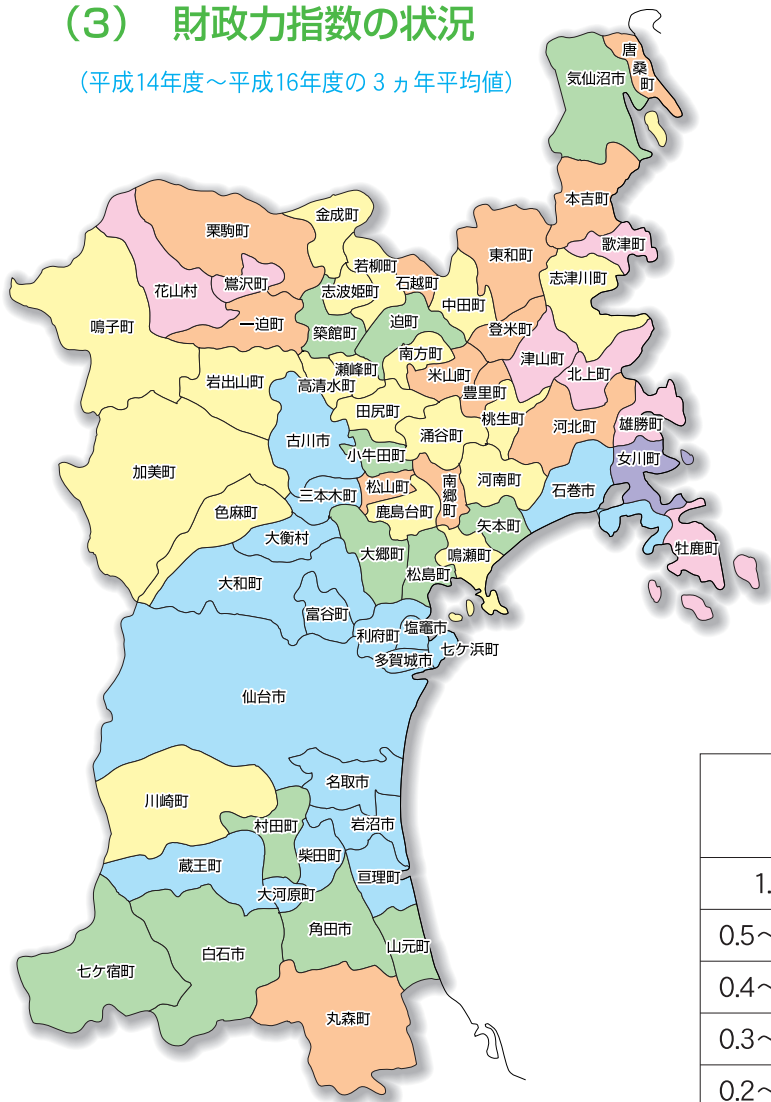 (3) 財政力指数の状況
(平成14年度〜平成16年度の3ヵ年平均値)
唐桑町
気仙沼市
本吉町
歌津町
志津川町
金成町
栗駒町
若柳町
石越町
東和町
鶯沢町
花山村
志波姫町
中田町
一迫町
築館町
迫町
登米町
鳴子町
南方町
津山町
瀬峰町
米山町
北上町
岩出山町
高清水町
豊里町
田尻町
桃生町
雄勝町
古川市
涌谷町
河北町
小牛田町
女川町
加美町
松山町
南郷町
河南町
石巻市
三本木町
鹿島台町
色麻町
矢本町
大衡村
大郷町
鳴瀬町
牡鹿町
松島町
大和町
富谷町
利府町
塩竈市
七ケ浜町
多賀城市
仙台市
名取市
川崎町
村田町
岩沼市
柴田町
蔵王町
亘理町
大河原町
角田市
山元町
白石市
七ケ宿町
丸森町
1.
0.5〜
0.4〜
0.3〜
0.2〜